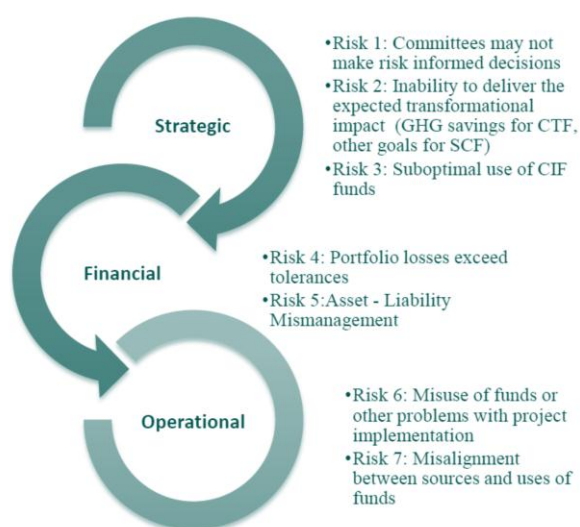 Strategic
•Risk 1: Committees may not
make risk informed decisions
•Risk 2: Inability to deliver the
expected transformational
impact (GHG savings for CTF,
other goals for SCF)
•Risk 3: Suboptimal use of CIF
funds
Financial
•Risk 4: Portfolio losses exceed
tolerances
•Risk 5:Asset - Liability
Mismanagement
Operational
•Risk 6: Misuse of funds or
other problems with project
implementation
•Risk 7: Misalignment
between sources and uses of
funds